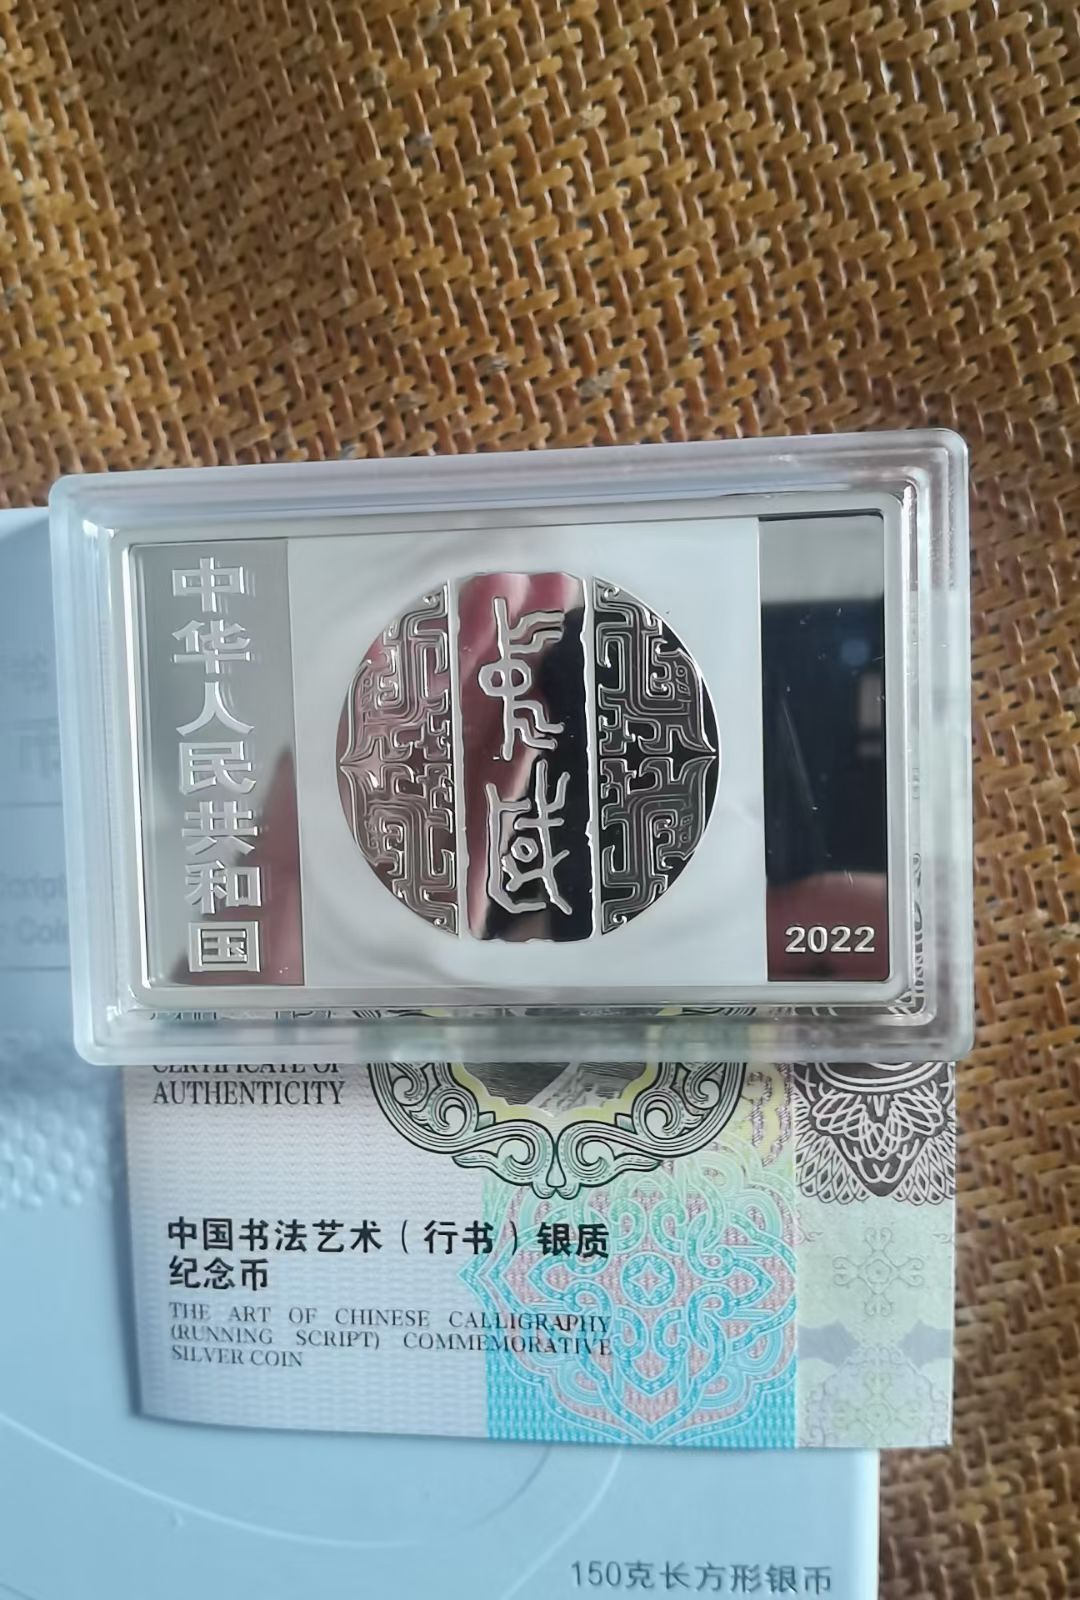 中华人民共和国
2022
CERTIFICATE OF
AUTHENTICITY
中国书法艺术(行书)银质
纪念币
THE ART OF CHINESE CALLIGRAPHY
(RUNNING SCRIPT) COMMEMORATIVE
SILVER COIN
150克长方形银币